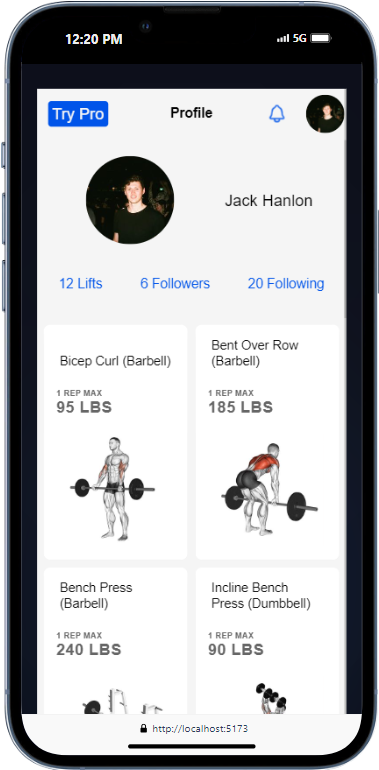 12:20 PM
5G
Try Pro
Profile
Jack Hanlon
12 Lifts
6 Followers
20 Following
Bicep Curl (Barbell)
1 REP MAX
95 LBS
Bent Over Row
(Barbell)
1 REP MAX
185 LBS
Bench Press
(Barbell)
1 REP MAX
240 LBS
Incline Bench
Press (Dumbbell)
1 REP MAX
90 LBS
http://localhost:5173